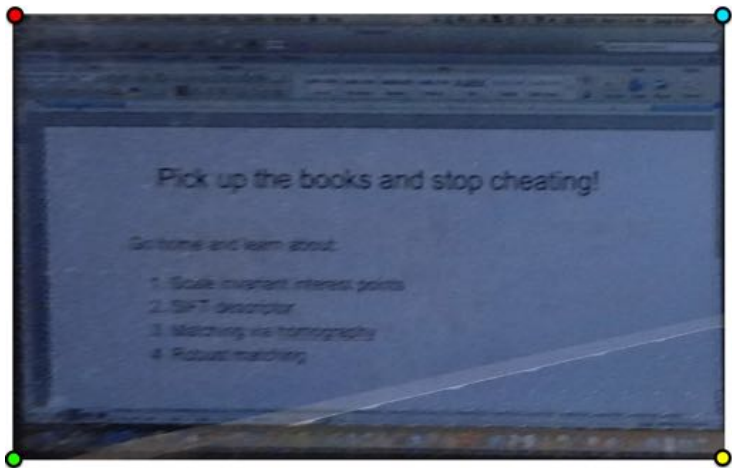 Pick up the books and stop cheating!
Go home and learn about:
1. Scale invariant interest points
2. SIFT descriptor
3. Matching via homography
4. Robust matching